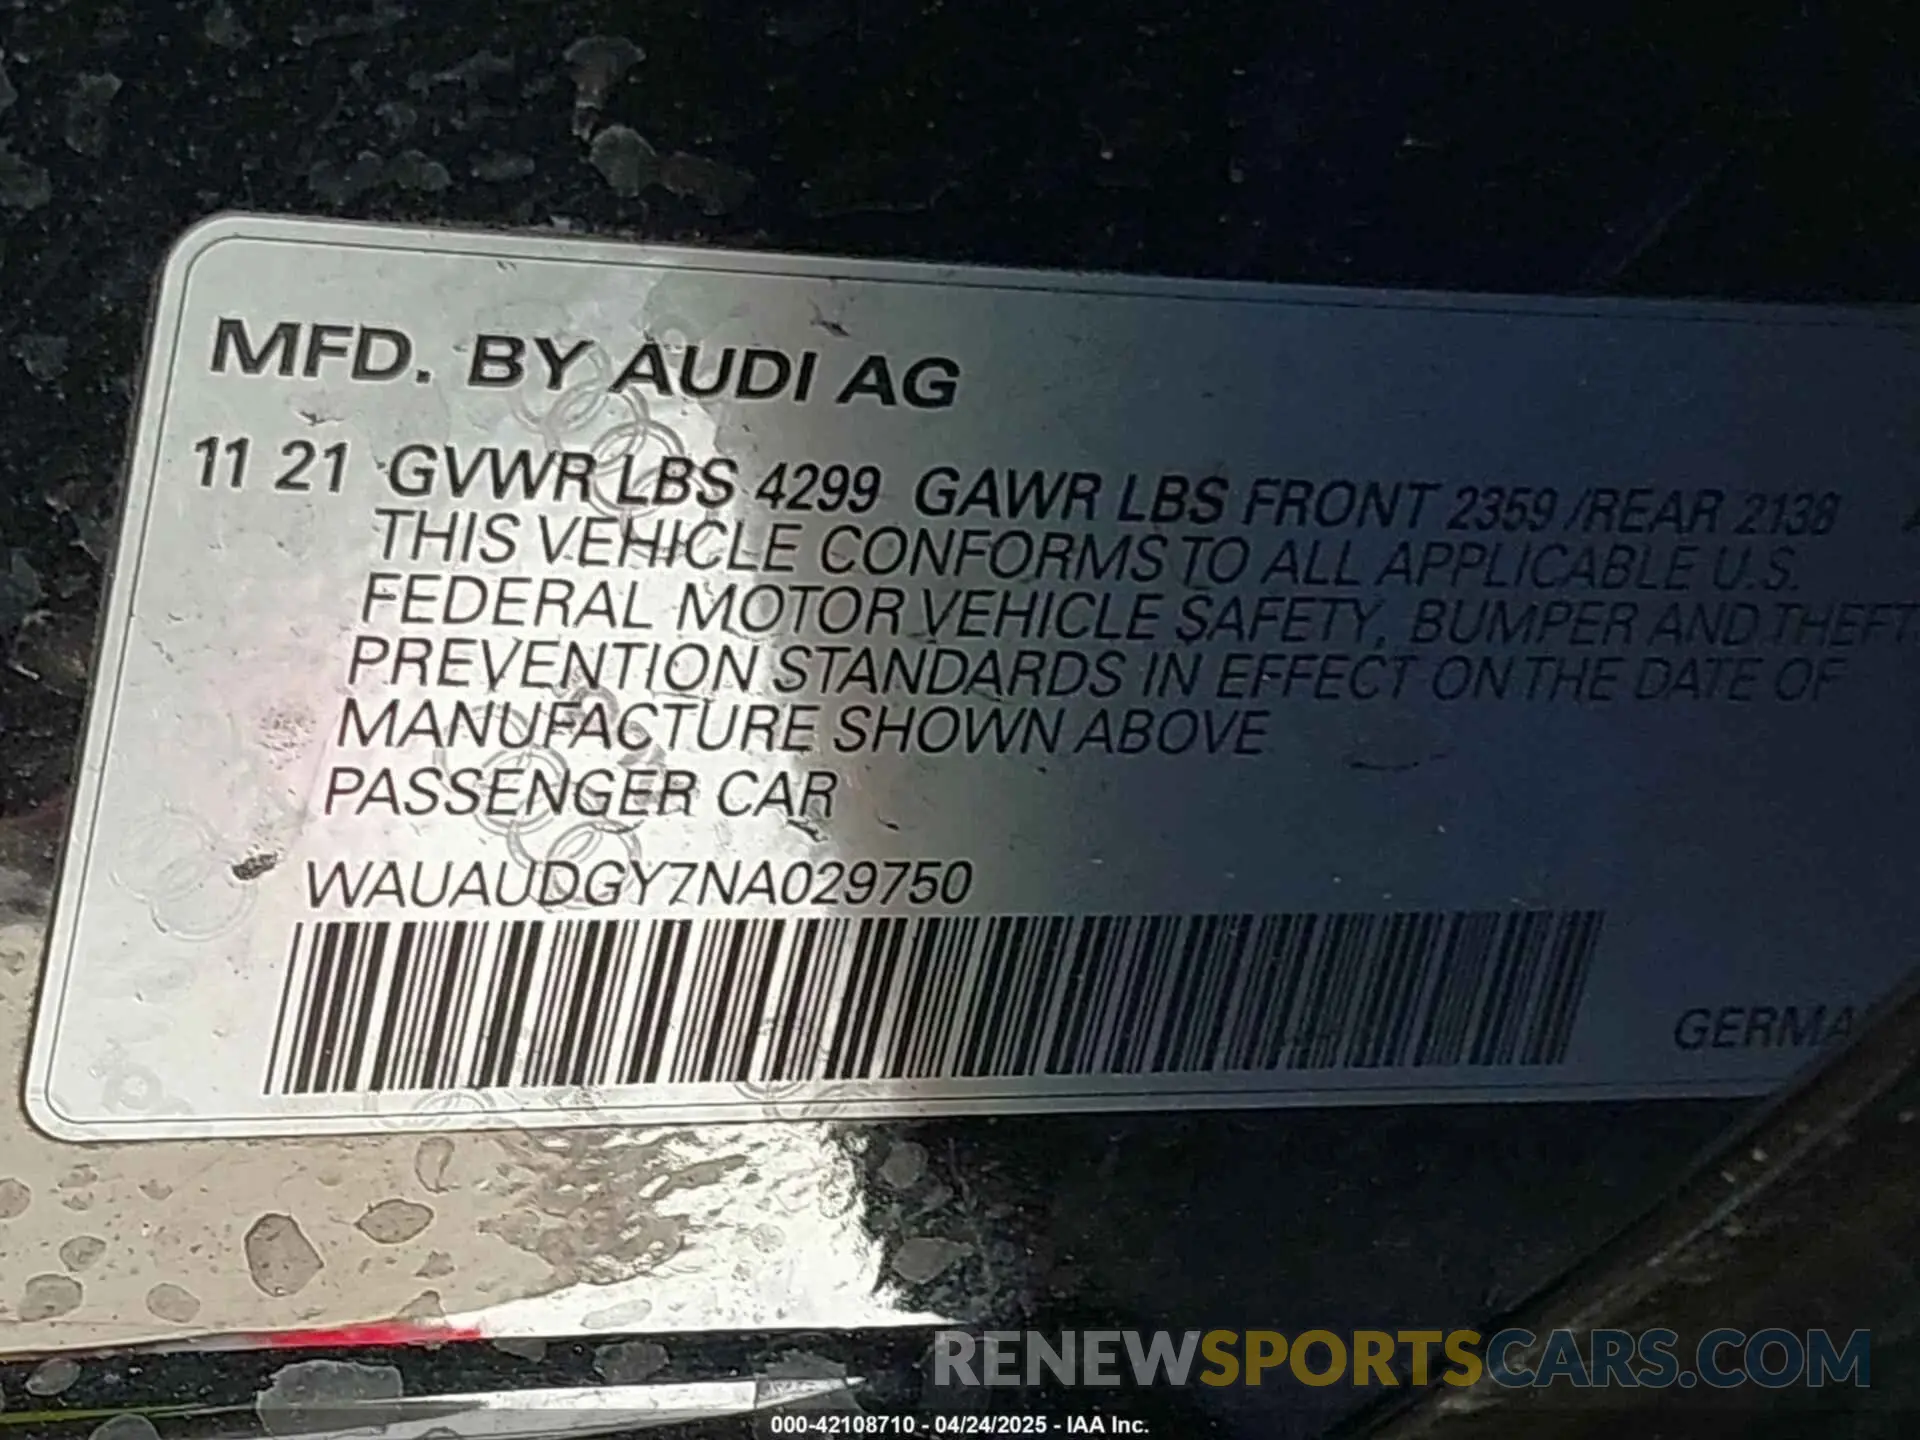 MFD. BY AUDI AG
11 21 GVWR LBS 4299 GAWR LBS FRONT 2359 /REAR 2138
THIS VEHICLE CONFORMS TO ALL APPLICABLE U.S.
FEDERAL MOTOR VEHICLE SAFETY, BUMPER AND THEFT
PREVENTION STANDARDS IN EFFECT ON THE DATE OF
MANUFACTURE SHOWN ABOVE
PASSENGER CAR
WAUAUDGY7NA029750
RENEWSPORTSCARS.COM
000-42108710 - 04/24/2025 - IAA Inc.